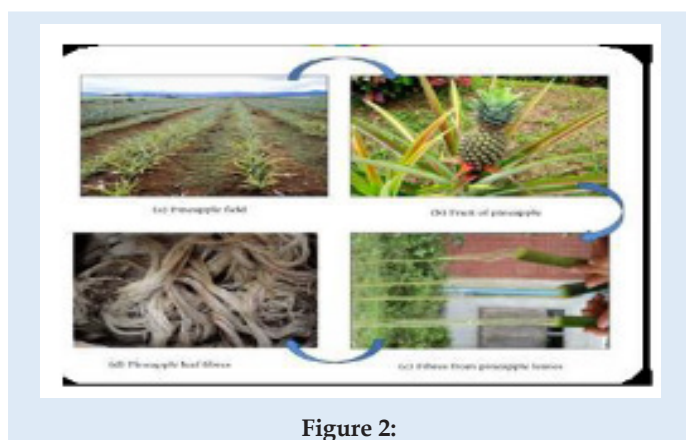 (a) Pineapple field
(b) Fruit of pineapple
(d) Pineapple leaf fibres
(c) Fibres from pineapple leaves
Figure 2: